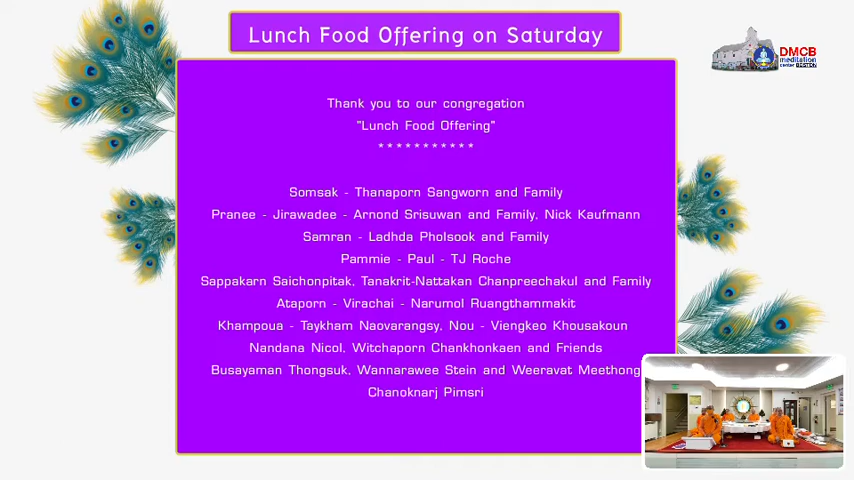 Lunch Food Offering on Saturday
DMCB
meditation
center BOSTON
Thank you to our congregation
"Lunch Food Offering"
***********
Somsak - Thanaporn Sangworn and Family
Pranee - Jirawadee - Arnond Srisuwan and Family, Nick Kaufmann
Samran - Ladhda Pholsook and Family
Pammie - Paul - TJ Roche
Sappakarn Saichonpitak, Tanakrit-Nattakan Chanpreechakul and Family
Ataporn - Virachai - Narumol Ruangthammakit
Khampoua - Taykham Naovarangsy, Nou - Viengkeo Khousakoun
Nandana Nicol, Witchaporn Chankhonkaen and Friends
Busayaman Thongsuk, Wannarawee Stein and Weeravat Meethong
Chanoknarj Pimsri